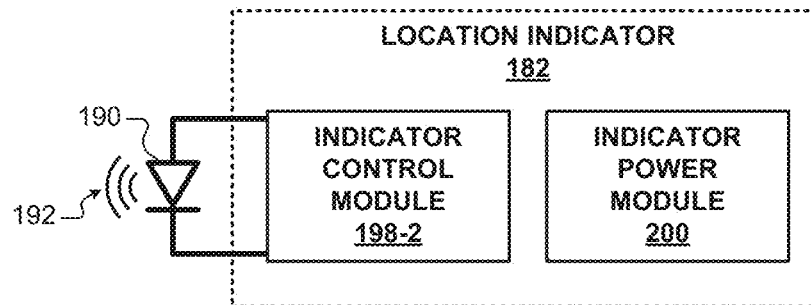 LOCATION INDICATOR
182
190
192
INDICATOR
CONTROL
MODULE
198-2
INDICATOR
POWER
MODULE
200